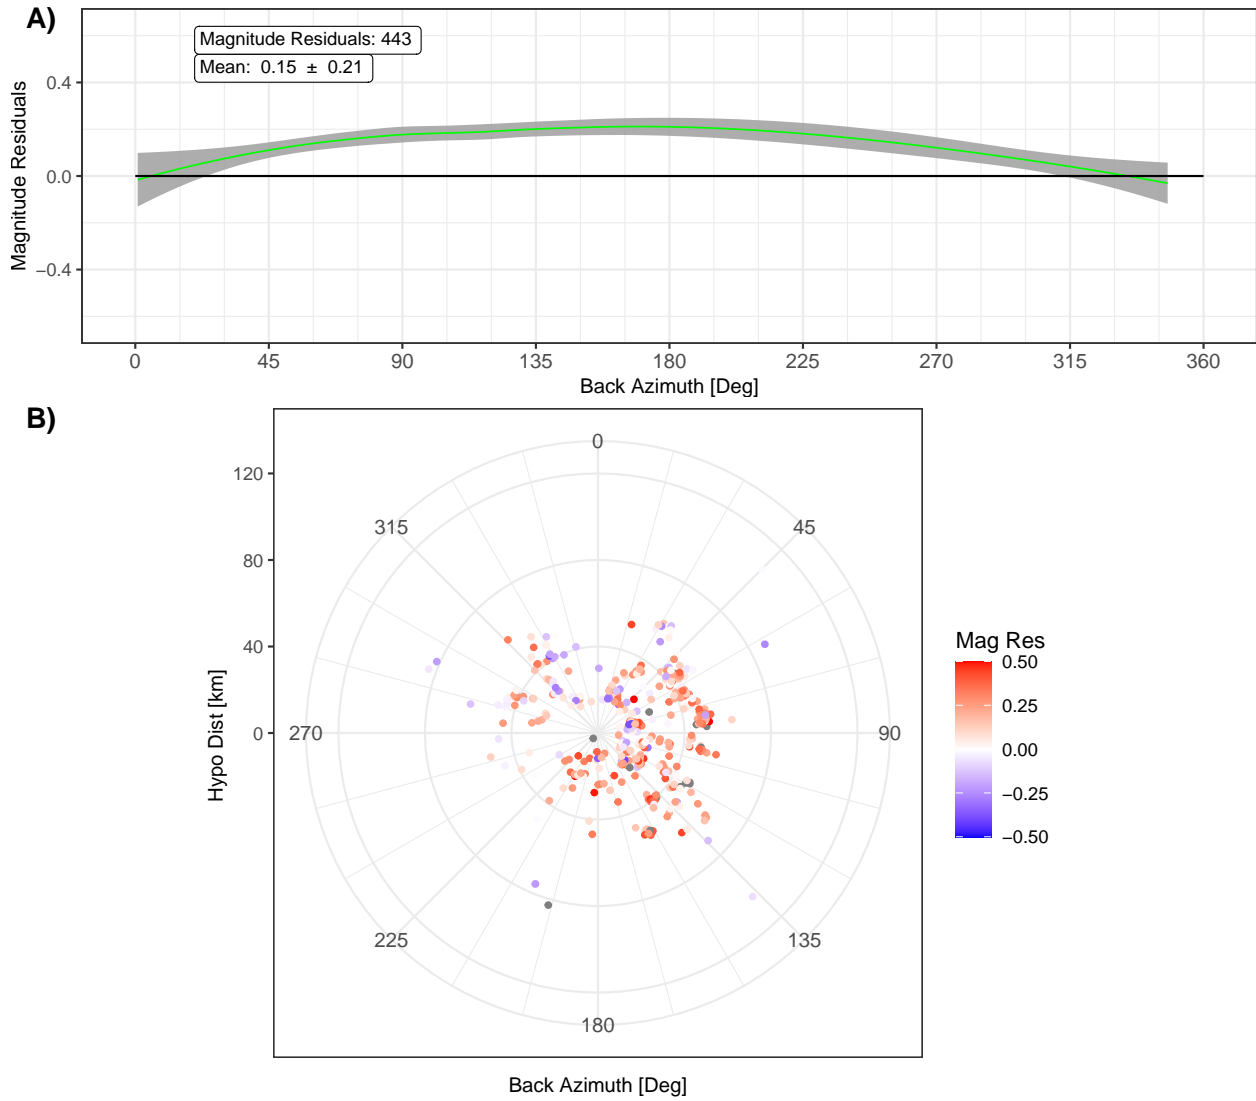 A)
Magnitude Residuals: 443
Mean:  0.15  ±  0.21
Magnitude Residuals
0.4
0.0
−0.4
0 45 90 135 180 225 270 315 360
Back Azimuth [Deg]
B)
Hypo Dist [km]
120
80
40
0
0
45
90
135
180
225
270
315
Back Azimuth [Deg]
Mag Res
0.50
0.25
0.00
−0.25
−0.50